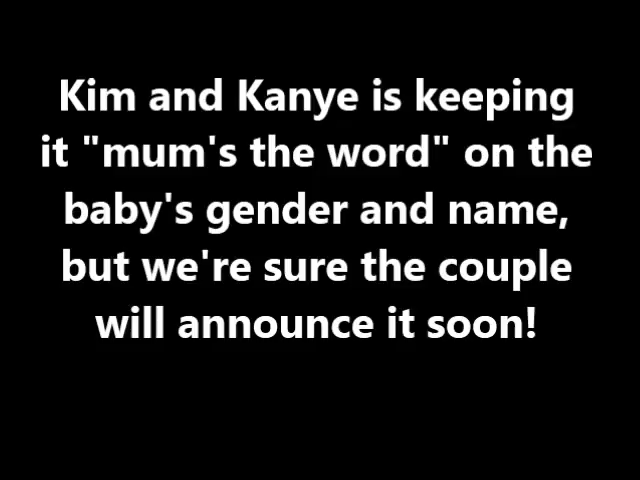 Kim and Kanye is keeping
it "mum's the word" on the
baby's gender and name,
but we're sure the couple
will announce it soon!